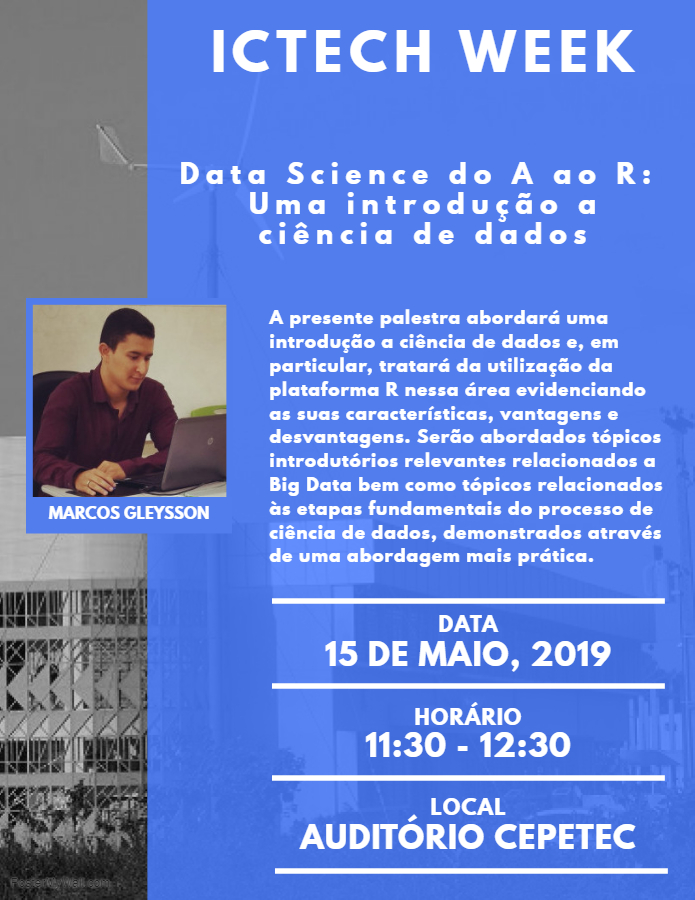 ICTECH WEEK
Data Science do A ao R:
Uma introdução a
ciência de dados
A presente palestra abordará uma
introdução a ciência de dados e, em
particular, tratará da utilização da
plataforma R nessa área evidenciando
as suas características, vantagens e
desvantagens. Serão abordados tópicos
introdutórios relevantes relacionados a
Big Data bem como tópicos relacionados
às etapas fundamentais do processo de
ciência de dados, demonstrados através
de uma abordagem mais prática.
MARCOS GLEYSSON
DATA
15 DE MAIO, 2019
HORÁRIO
11:30 - 12:30
LOCAL
AUDITÓRIO CEPETEC
PosterMyWall.com